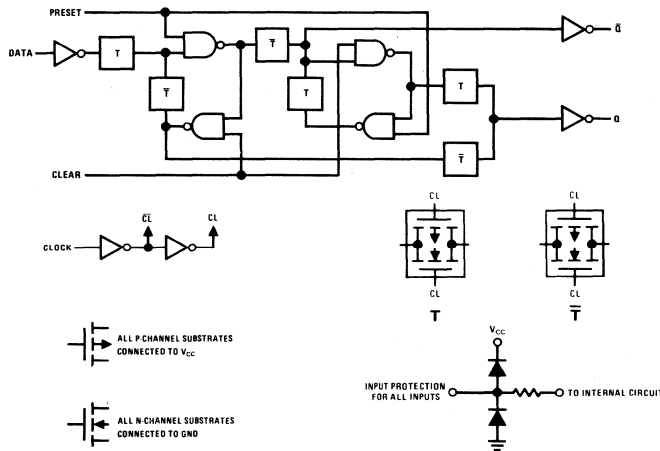 PRESET
DATA
T
T̅
Q̅
T̅
T
T
Q
T̅
CLEAR
CLOCK
C̅L̅
CL
CL
CL
CL
CL
T
T̅
ALL P-CHANNEL SUBSTRATES
CONNECTED TO VCC
VCC
INPUT PROTECTION
FOR ALL INPUTS
TO INTERNAL CIRCUIT
ALL N-CHANNEL SUBSTRATES
CONNECTED TO GND